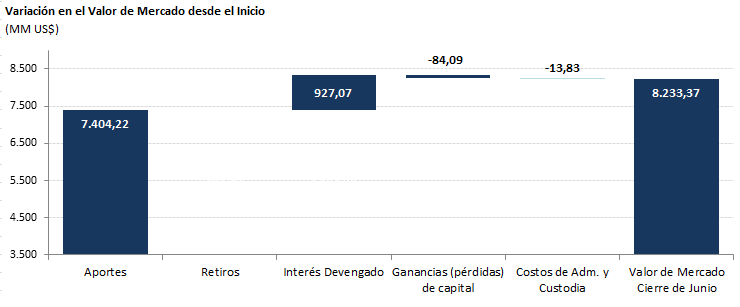 Variación en el Valor de Mercado desde el Inicio
(MM US$)
8.500
7.500
6.500
5.500
4.500
3.500
7.404,22
927,07
-84,09
-13,83
8.233,37
Aportes
Retiros
Interés Devengado
Ganancias (pérdidas)
de capital
Costos de Adm. y
Custodia
Valor de Mercado
Cierre de Junio